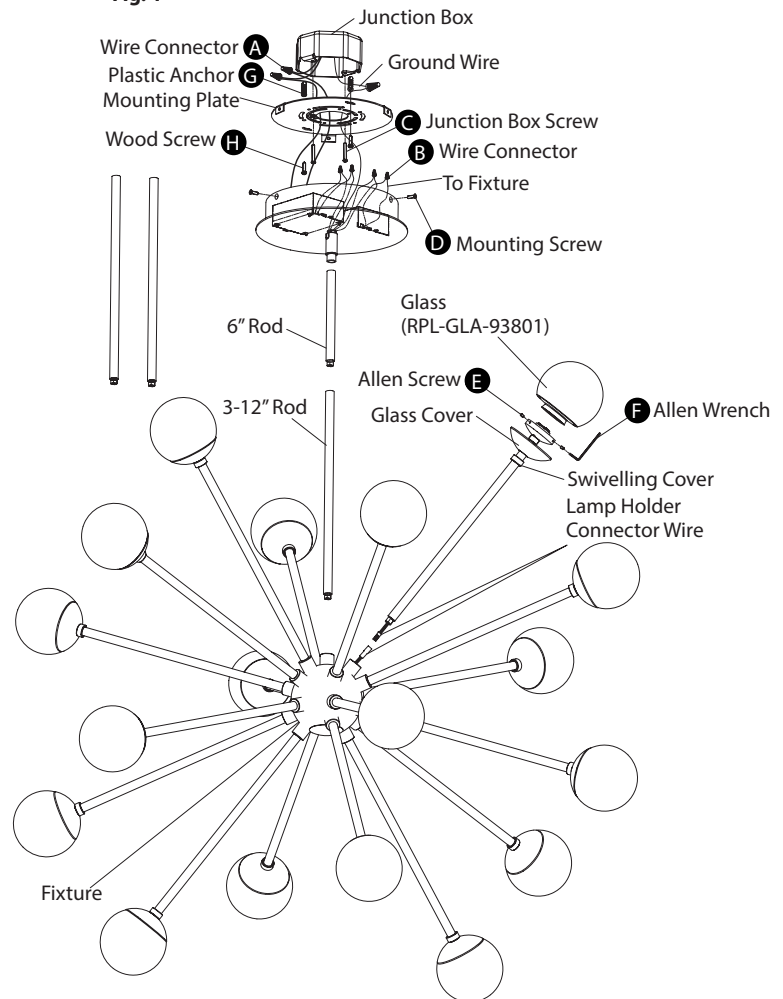 Junction Box
Wire Connector A
Ground Wire
Plastic Anchor G
Mounting Plate
C Junction Box Screw
Wood Screw H
B Wire Connector
To Fixture
D Mounting Screw
Glass
(RPL-GLA-93801)
6” Rod
Allen Screw E
3-12” Rod
Glass Cover
F Allen Wrench
Swivelling Cover
Lamp Holder
Connector Wire
Fixture